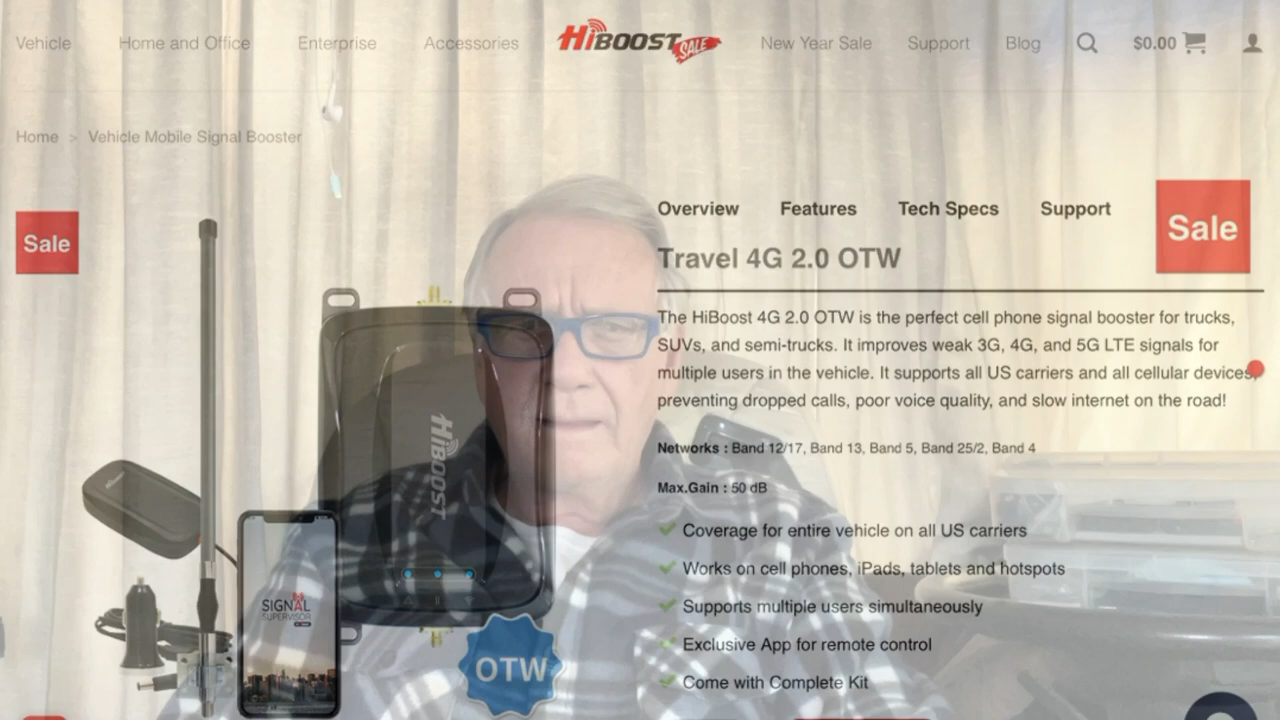 Vehicle Home and Office Enterprise Accessories HiBOOST SALE New Year Sale Support Blog $0.00
Home > Vehicle Mobile Signal Booster
Sale
Overview Features Tech Specs Support
Sale
Travel 4G 2.0 OTW
The HiBoost 4G 2.0 OTW is the perfect cell phone signal booster for trucks,
SUVs, and semi-trucks. It improves weak 3G, 4G, and 5G LTE signals for
multiple users in the vehicle. It supports all US carriers and all cellular devices,
preventing dropped calls, poor voice quality, and slow internet on the road!
Networks : Band 12/17, Band 13, Band 5, Band 25/2, Band 4
Max.Gain : 50 dB
Coverage for entire vehicle on all US carriers
Works on cell phones, iPads, tablets and hotspots
Supports multiple users simultaneously
Exclusive App for remote control
Come with Complete Kit
HiBOOST
SIGNAL
SUPERVISOR
OTW